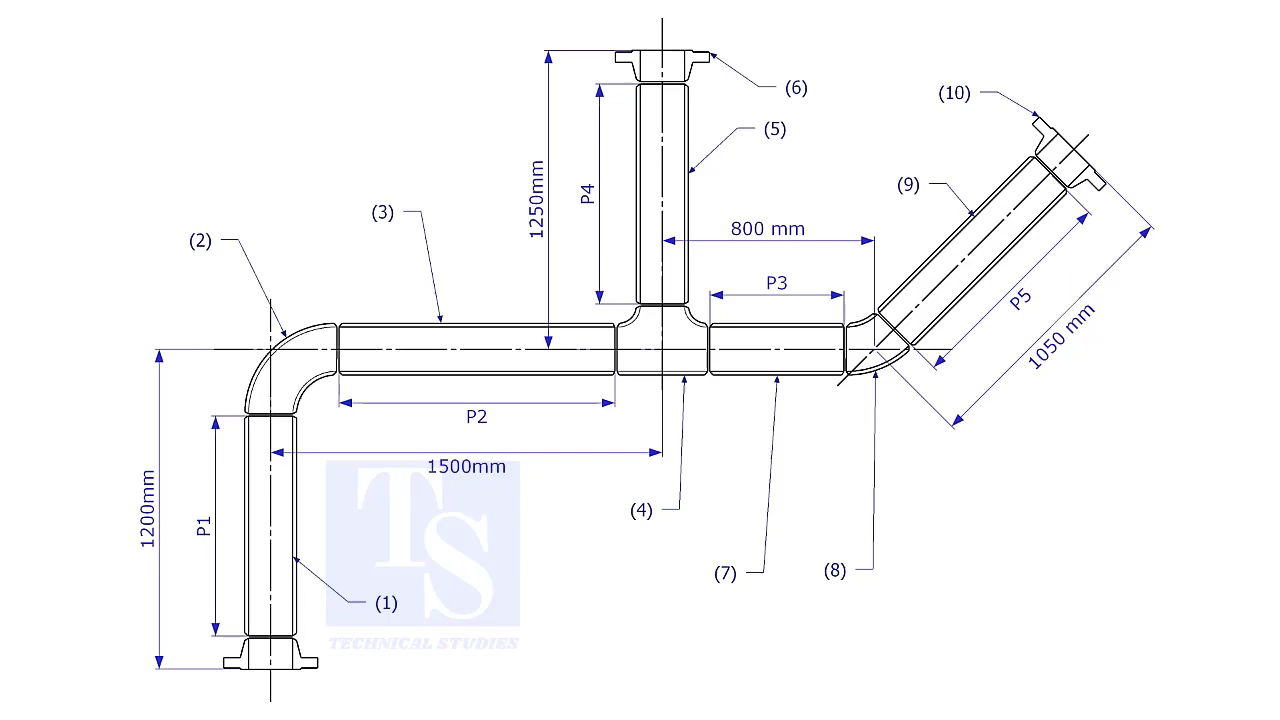 (6)
(10)
(5)
(9)
1250mm
P4
(3)
800 mm
(2)
P3
P5
1050 mm
P2
1500mm
1200mm
P1
(4)
(7)
(8)
(1)
TS
TECHNICAL STUDIES